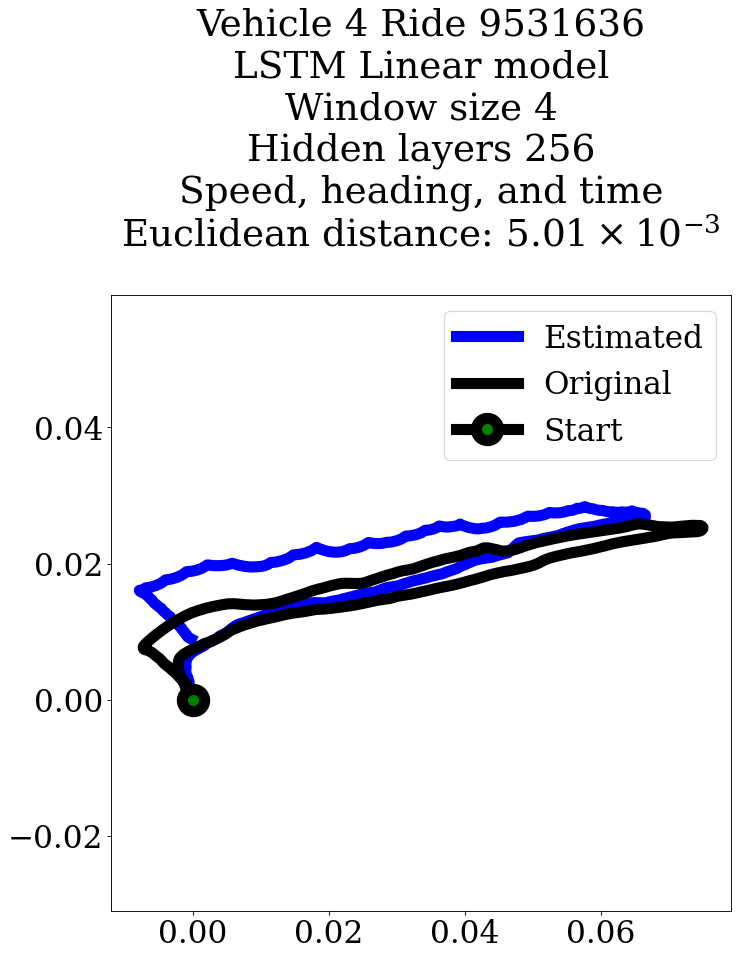 Vehicle 4 Ride 9531636
LSTM Linear model
Window size 4
Hidden layers 256
Speed, heading, and time
Euclidean distance: 5.01 × 10⁻³
Estimated
Original
Start
0.04
0.02
0.00
−0.02
0.00 0.02 0.04 0.06